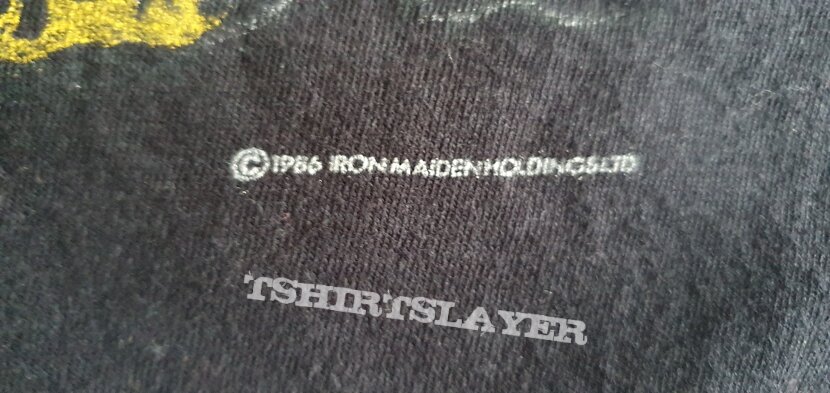 © 1986 IRON MAIDEN HOLDINGS LTD
TSHIRTSLAYER